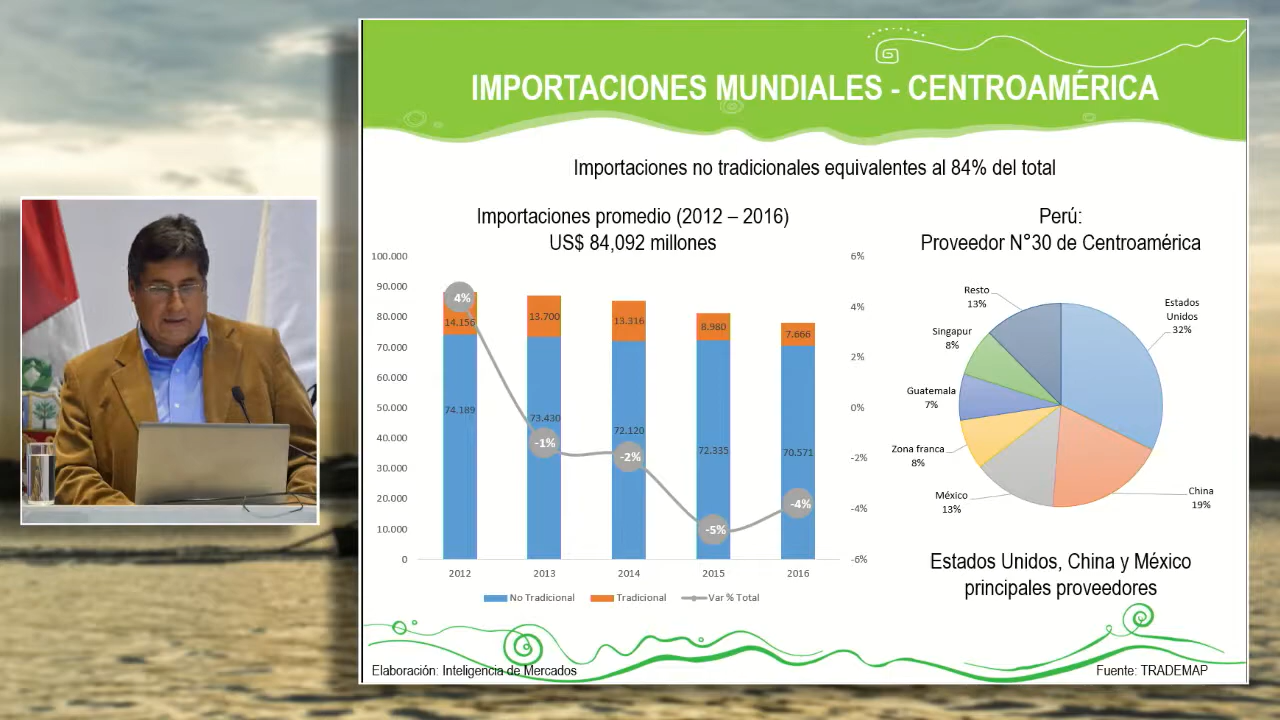 IMPORTACIONES MUNDIALES - CENTROAMÉRICA
Importaciones no tradicionales equivalentes al 84% del total
Importaciones promedio (2012 – 2016)
US$ 84,092 millones
100.000
90.000
80.000
70.000
60.000
50.000
40.000
30.000
20.000
10.000
0
6%
4%
2%
0%
-2%
-4%
-6%
14.156
13.700
13.316
8.980
7.666
74.189
73.430
72.120
72.335
70.571
4%
-1%
-2%
-5%
-4%
2012
2013
2014
2015
2016
No Tradicional
Tradicional
Var % Total
Perú:
Proveedor N°30 de Centroamérica
Resto
13%
Estados
Unidos
32%
Singapur
8%
Guatemala
7%
Zona franca
8%
México
13%
China
19%
Estados Unidos, China y México
principales proveedores
Elaboración: Inteligencia de Mercados
Fuente: TRADEMAP